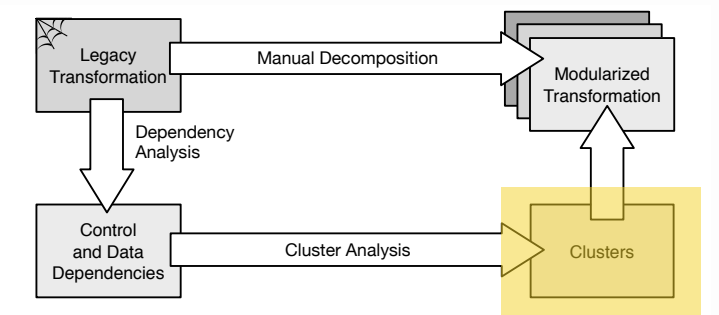 Legacy
Transformation
Manual Decomposition
Modularized
Transformation
Dependency
Analysis
Control
and Data
Dependencies
Cluster Analysis
Clusters